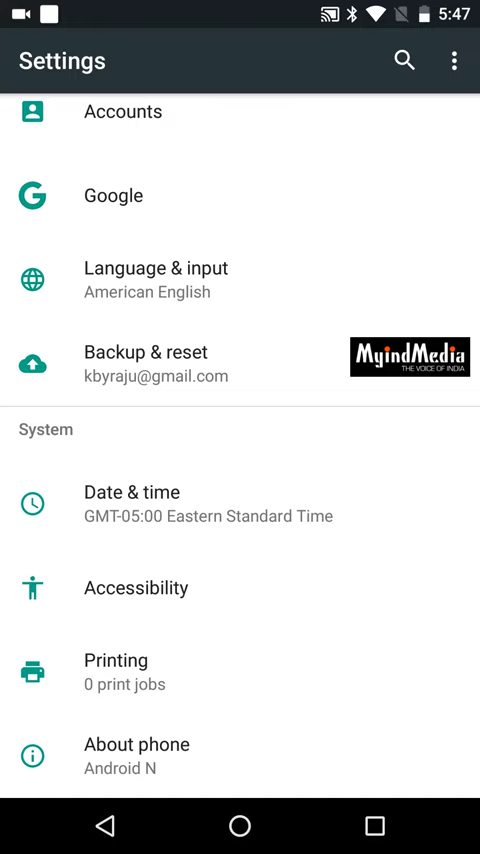 5:47
Settings
Accounts
Google
Language & input
American English
Backup & reset
kbyraju@gmail.com
MyindMedia
THE VOICE OF INDIA
System
Date & time
GMT-05:00 Eastern Standard Time
Accessibility
Printing
0 print jobs
About phone
Android N